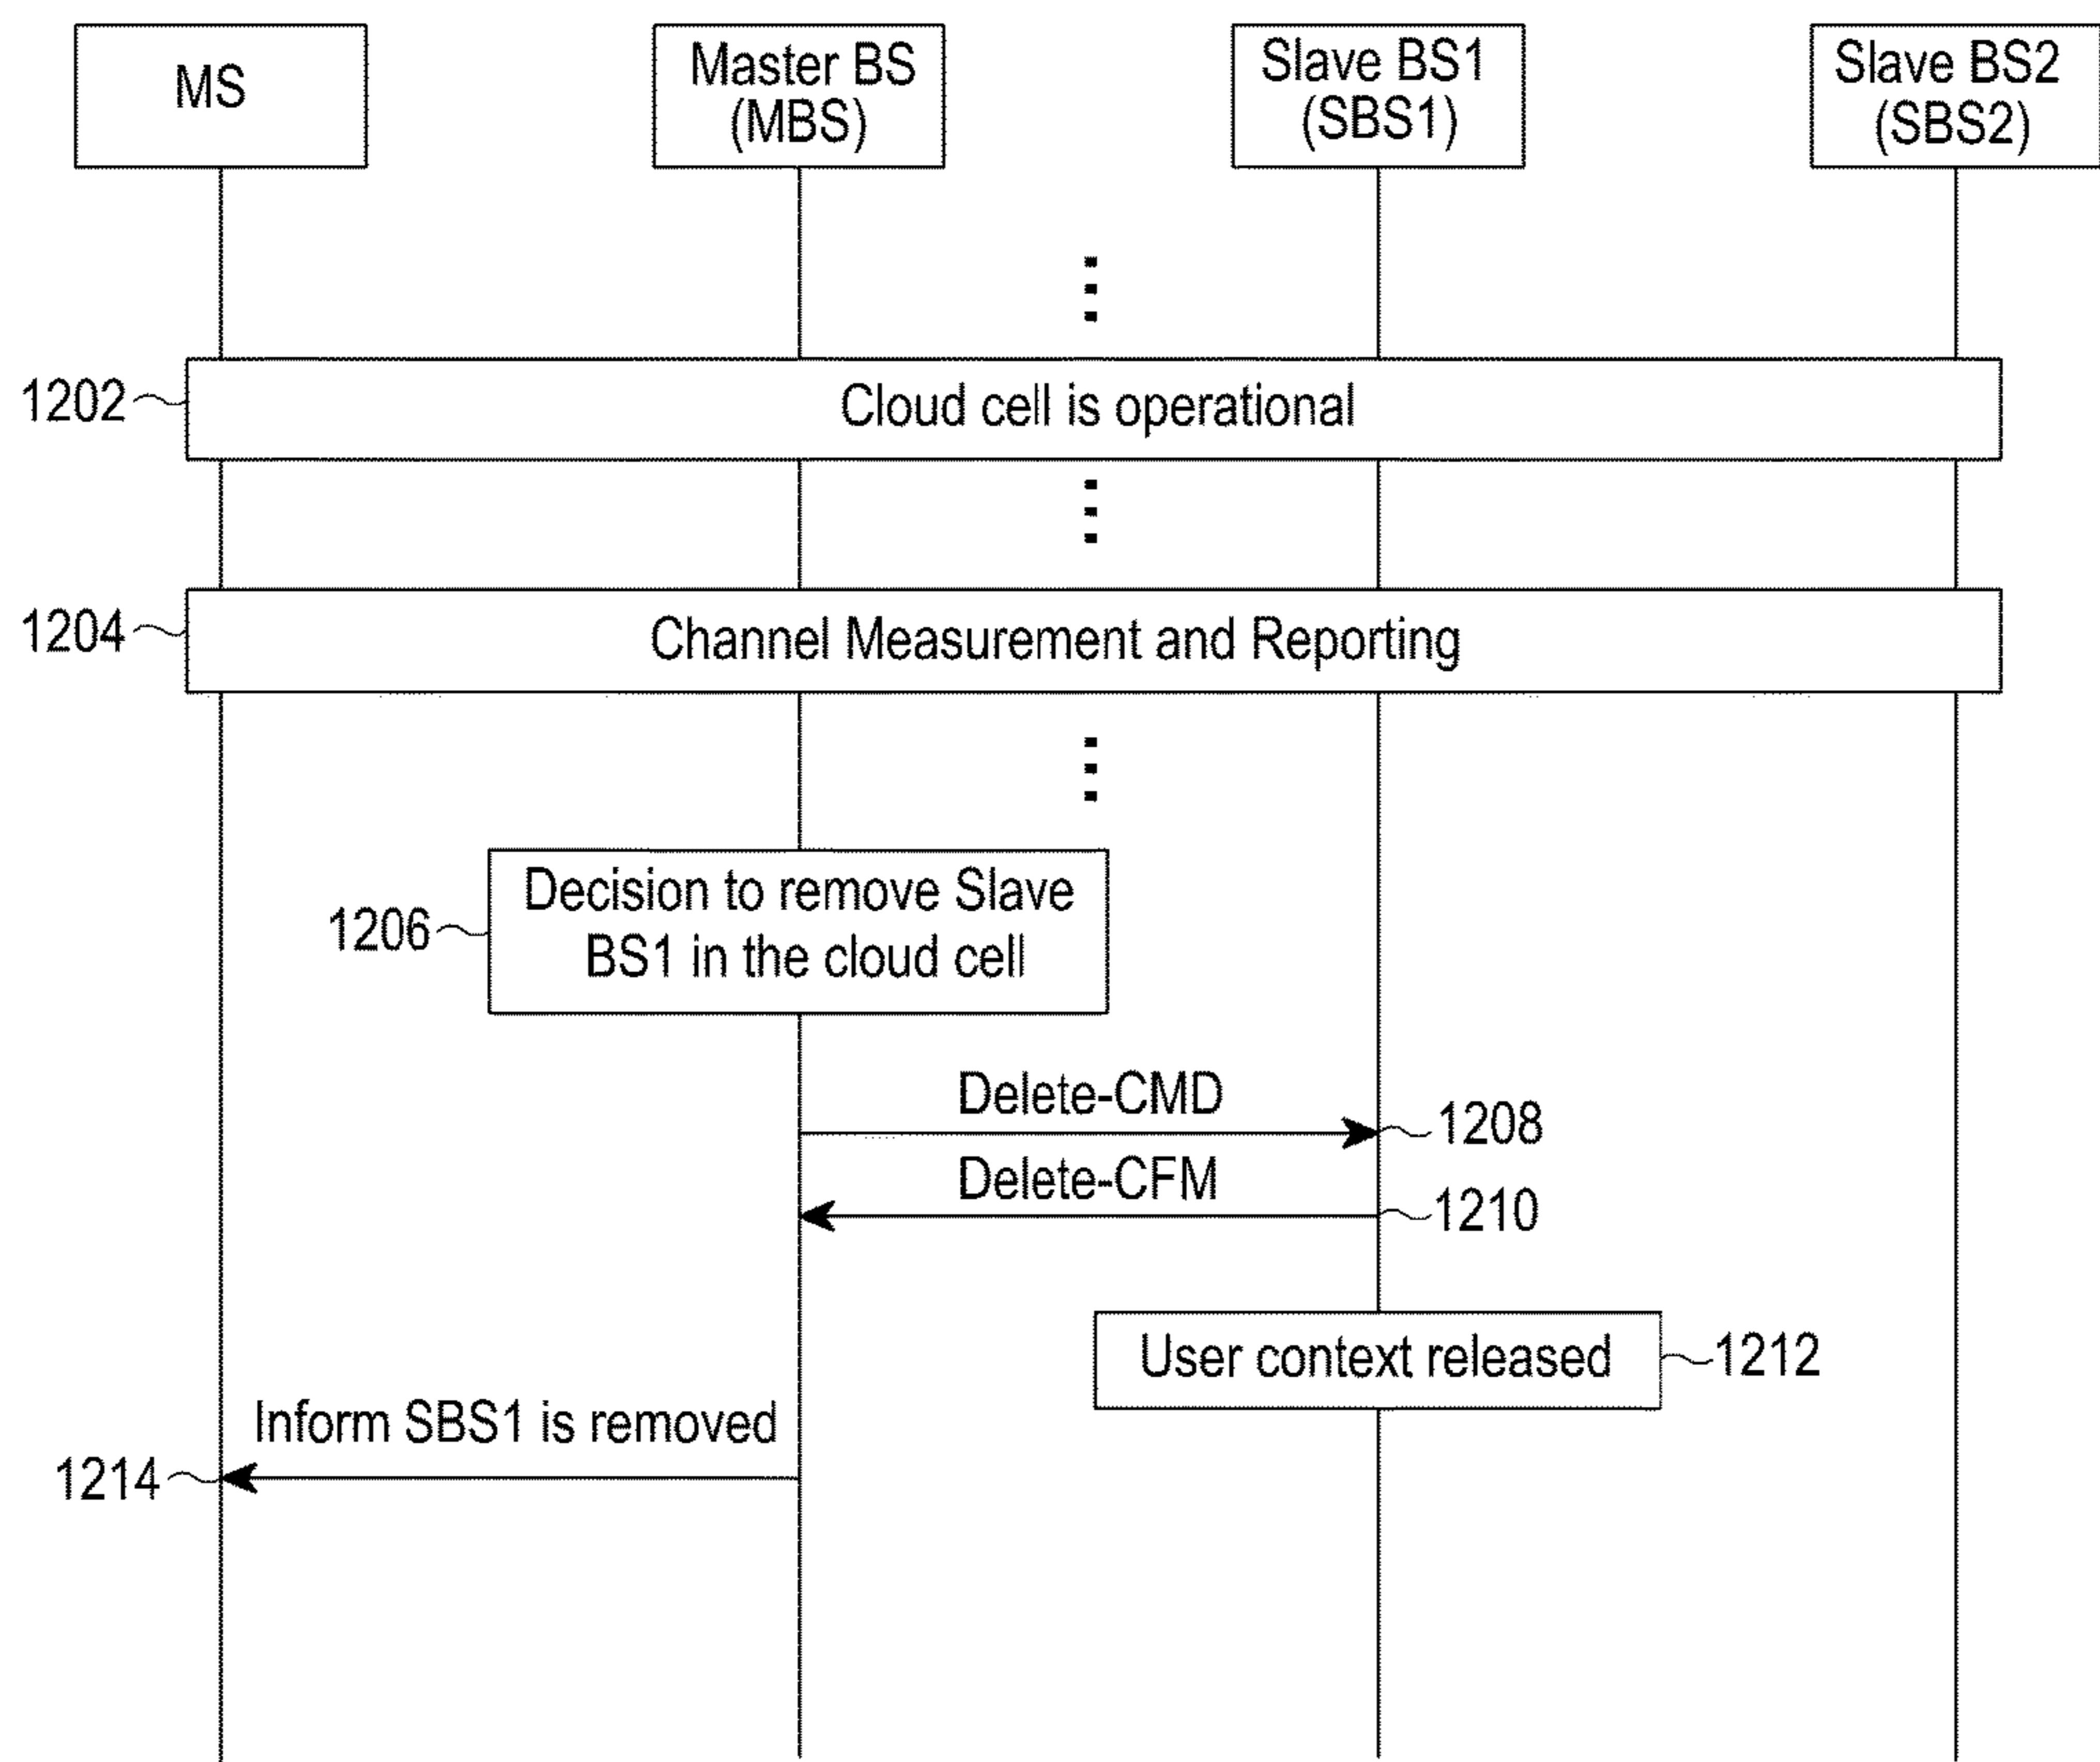 MS
Master BS
(MBS)
Slave BS1
(SBS1)
Slave BS2
(SBS2)
1202
Cloud cell is operational
1204
Channel Measurement and Reporting
1206
Decision to remove Slave
BS1 in the cloud cell
Delete-CMD
1208
Delete-CFM
1210
User context released
1212
Inform SBS1 is removed
1214